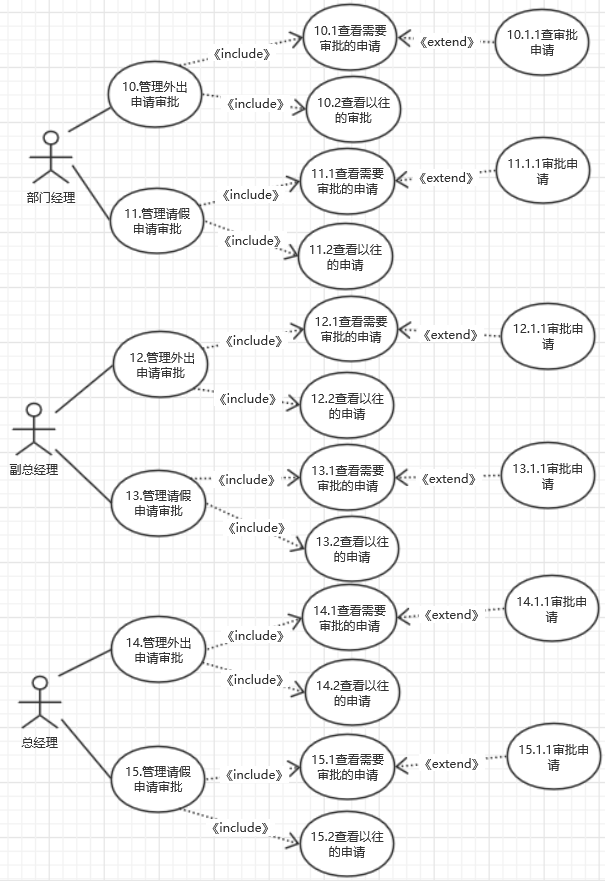 10.1查看需要
审批的申请
《extend》
10.1.1查审批
申请
《include》
10.管理外出
申请审批
《include》
10.2查看以往
的审批
部门经理
11.1查看需要
审批的申请
《extend》
11.1.1审批申
请
《include》
11.管理请假
申请审批
《include》
11.2查看以往
的申请
12.1查看需要
审批的申请
《extend》
12.1.1审批申
请
《include》
12.管理外出
申请审批
《include》
12.2查看以往
的申请
副总经理
13.1查看需要
审批的申请
《extend》
13.1.1审批申
请
《include》
13.管理请假
申请审批
《include》
13.2查看以往
的申请
14.1查看需要
审批的申请
《extend》
14.1.1审批申
请
《include》
14.管理外出
申请审批
《include》
14.2查看以往
的申请
总经理
15.1查看需要
审批的申请
《extend》
15.1.1审批申
请
《include》
15.管理请假
申请审批
《include》
15.2查看以往
的申请